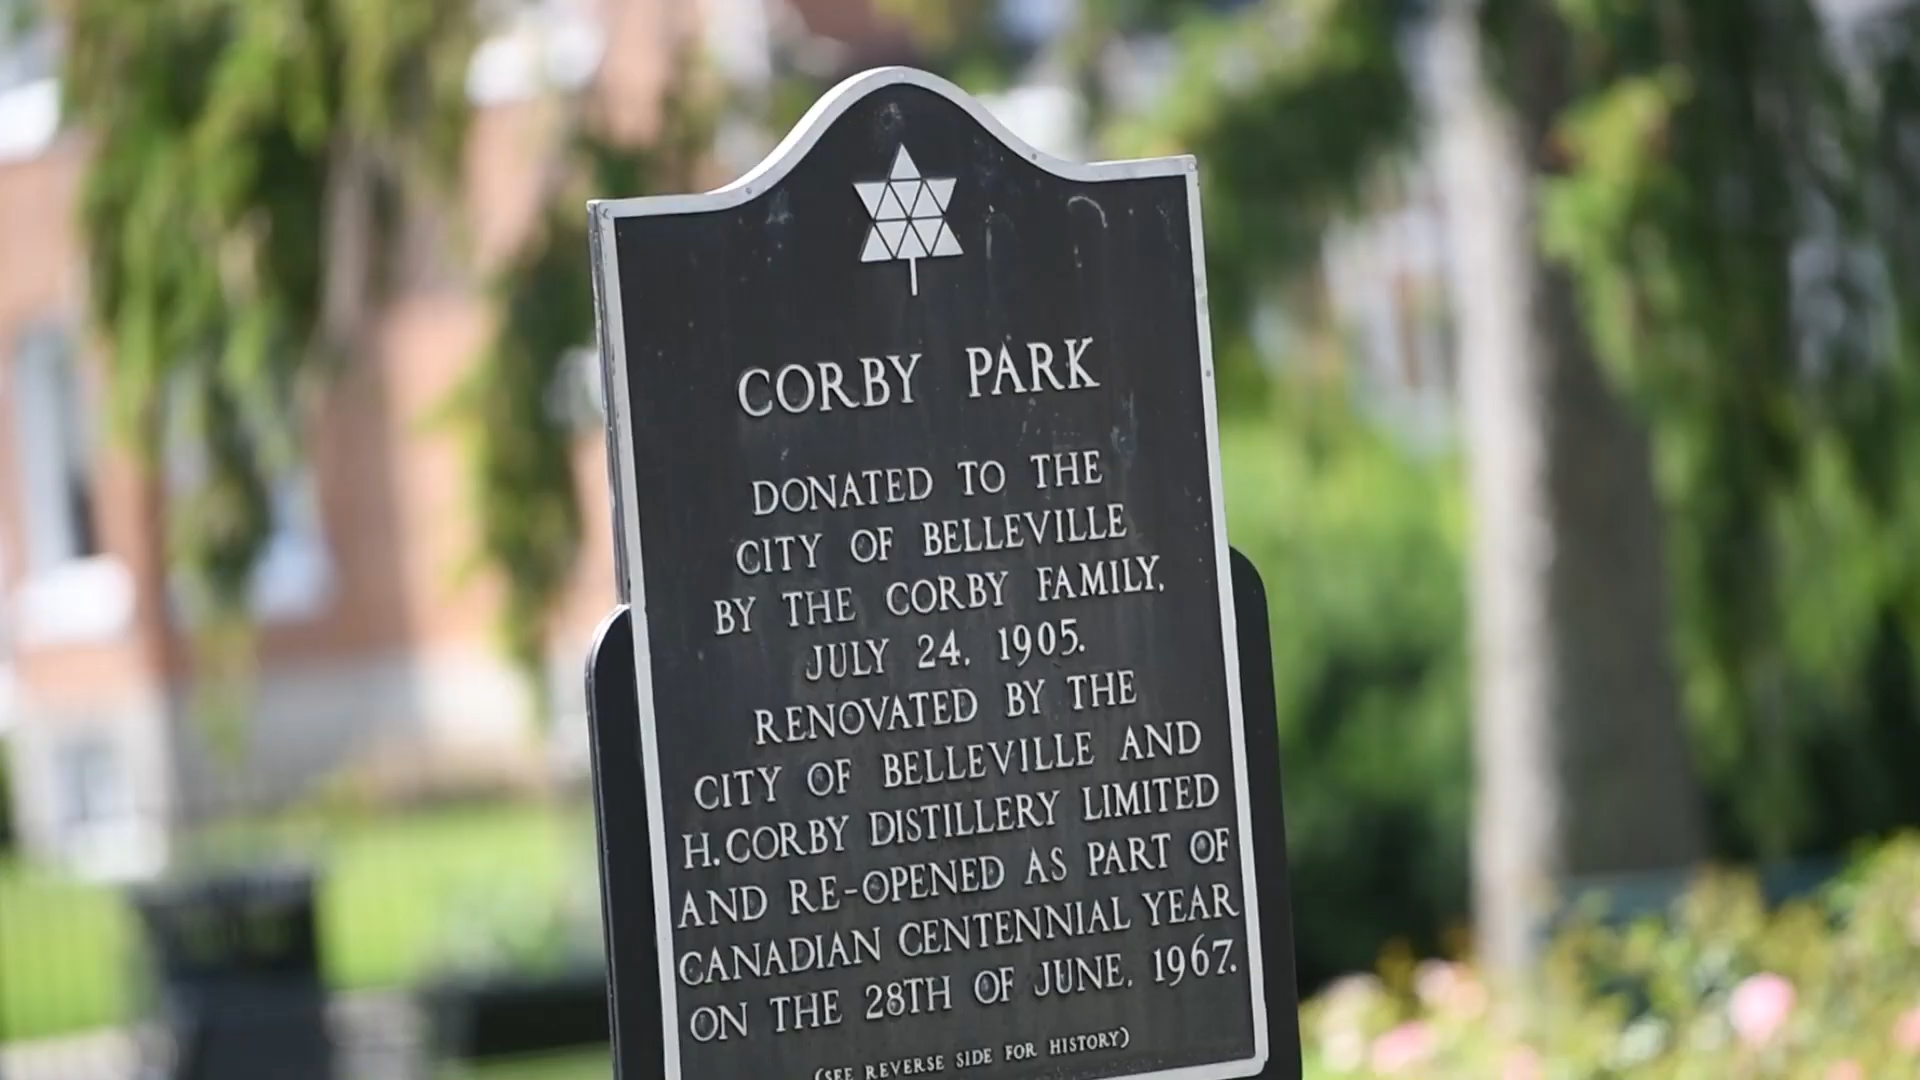 CORBY PARK
DONATED TO THE
CITY OF BELLEVILLE
BY THE CORBY FAMILY,
JULY 24, 1905.
RENOVATED BY THE
CITY OF BELLEVILLE AND
H. CORBY DISTILLERY LIMITED
AND RE-OPENED AS PART OF
CANADIAN CENTENNIAL YEAR
ON THE 28TH OF JUNE, 1967.
(SEE REVERSE SIDE FOR HISTORY)